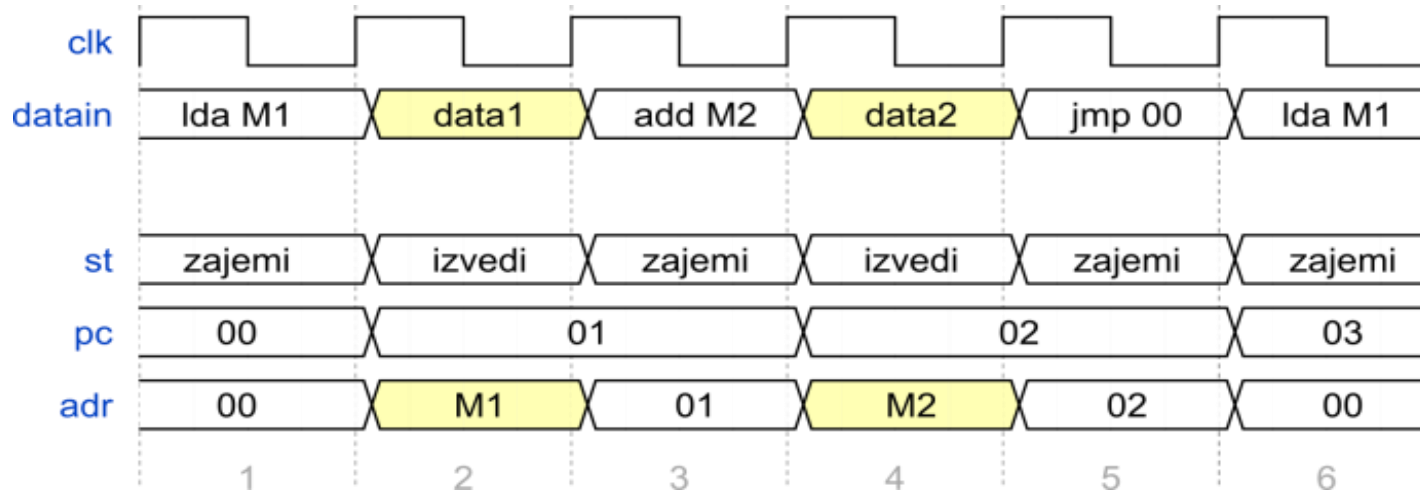 clk
datain lda M1 data1 add M2 data2 jmp 00 lda M1
st zajemi izvedi zajemi izvedi zajemi zajemi
pc 00 01 02 03
adr 00 M1 01 M2 02 00
1 2 3 4 5 6